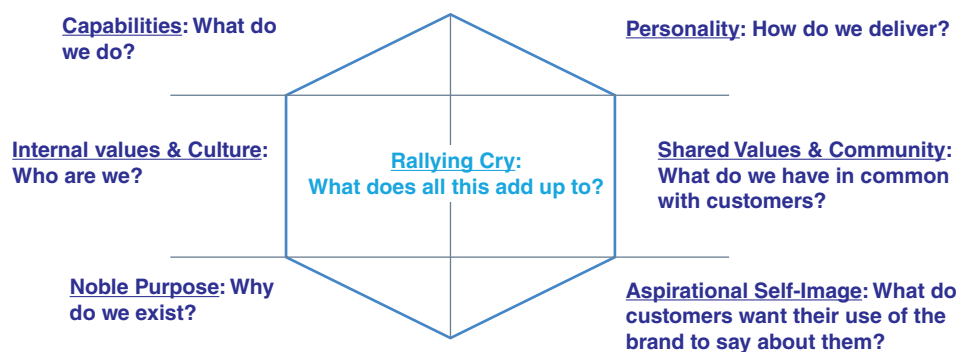 Capabilities: What do
we do?
Personality: How do we deliver?
Internal values & Culture:
Who are we?
Rallying Cry:
What does all this add up to?
Shared Values & Community:
What do we have in common
with customers?
Noble Purpose: Why
do we exist?
Aspirational Self-Image: What do
customers want their use of the
brand to say about them?